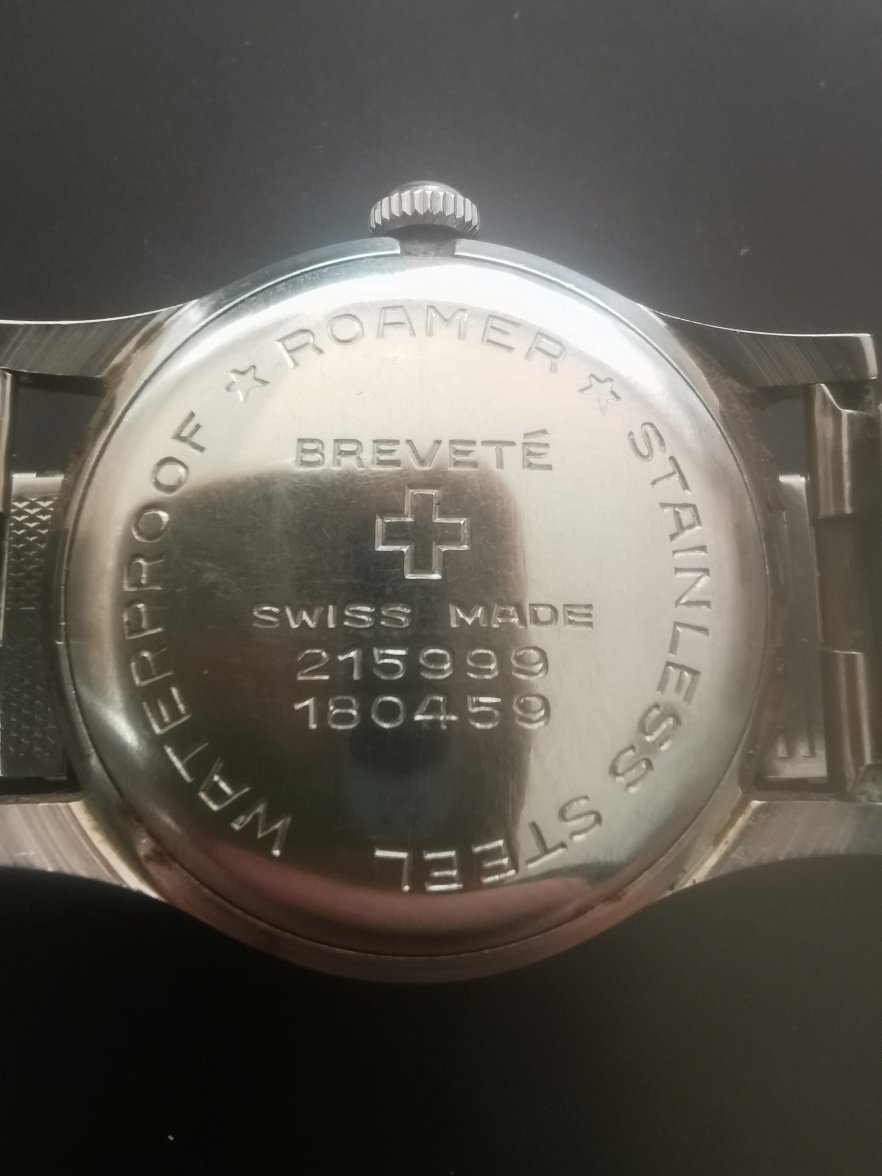 ☆ ROAMER ☆
STAINLESS STEEL
WATERPROOF
BREVETÉ
SWISS MADE
215999
180459